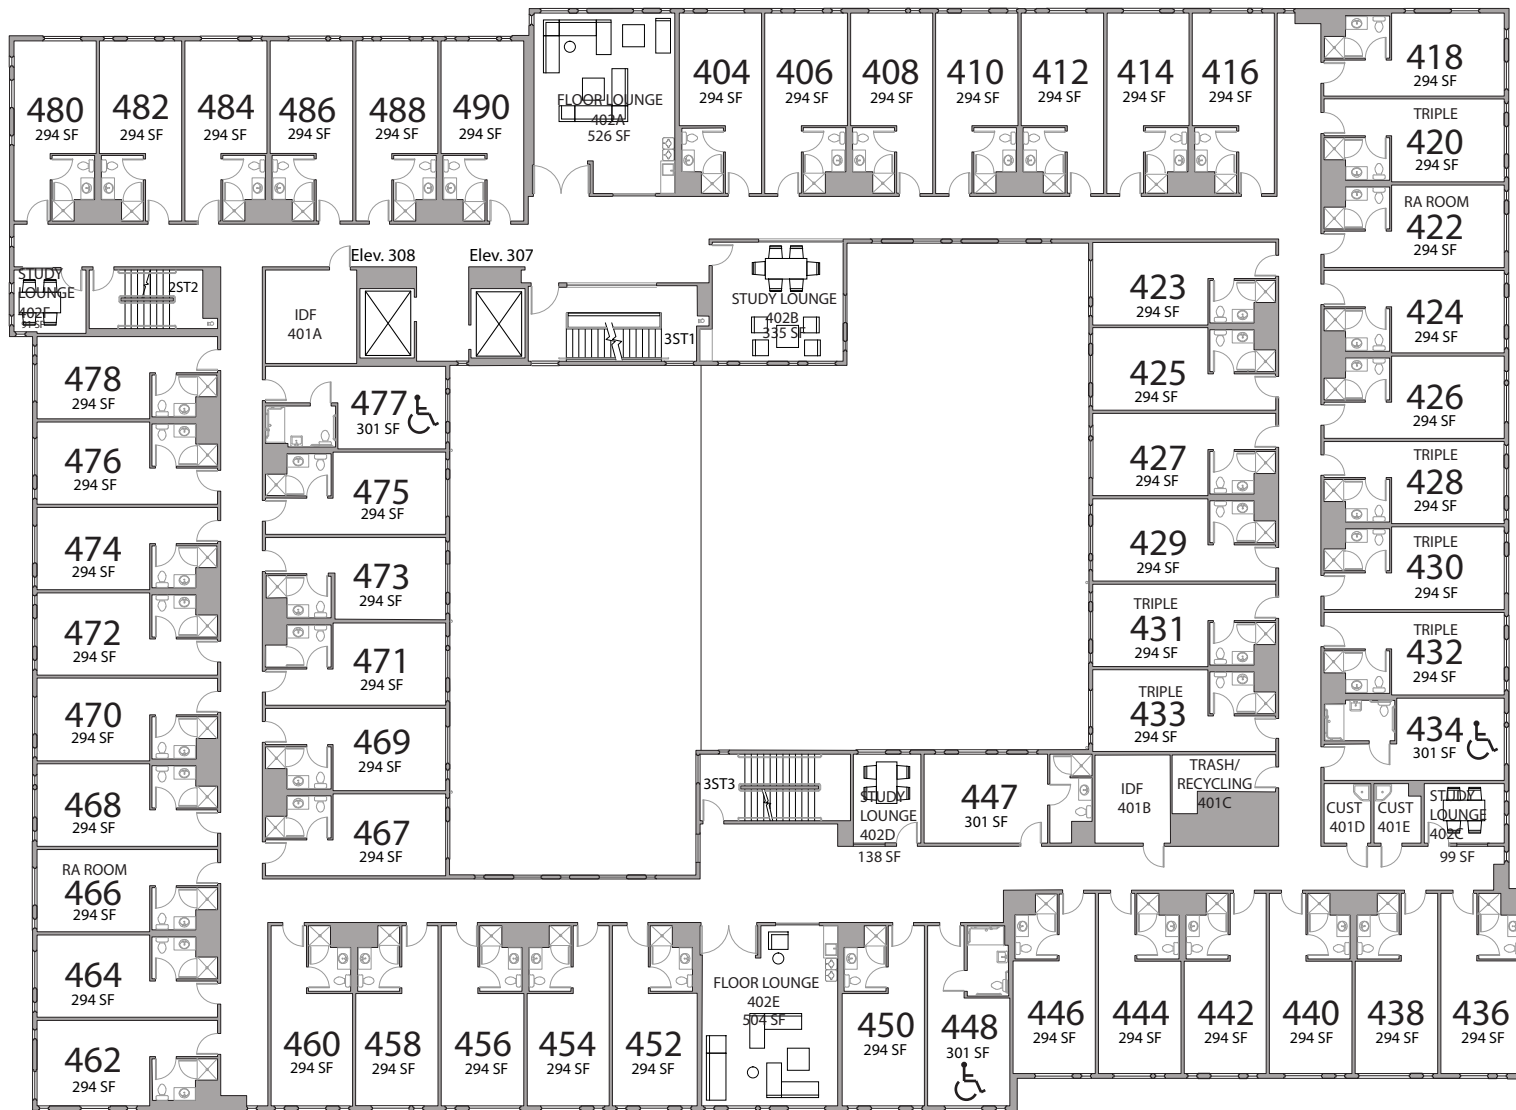 480
294 SF
482
294 SF
484
294 SF
486
294 SF
488
294 SF
490
294 SF
FLOOR LOUNGE
402A
526 SF
404
294 SF
406
294 SF
408
294 SF
410
294 SF
412
294 SF
414
294 SF
416
294 SF
418
294 SF
TRIPLE
420
294 SF
RA ROOM
422
294 SF
424
294 SF
426
294 SF
TRIPLE
428
294 SF
TRIPLE
430
294 SF
TRIPLE
432
294 SF
434
301 SF
STUDY
LOUNGE
402F
91 SF
2ST2
IDF
401A
Elev. 308
Elev. 307
3ST1
STUDY LOUNGE
402B
335 SF
423
294 SF
425
294 SF
427
294 SF
429
294 SF
TRIPLE
431
294 SF
TRIPLE
433
294 SF
478
294 SF
476
294 SF
474
294 SF
472
294 SF
470
294 SF
468
294 SF
RA ROOM
466
294 SF
464
294 SF
462
294 SF
477
301 SF
475
294 SF
473
294 SF
471
294 SF
469
294 SF
467
294 SF
3ST3
STUDY
LOUNGE
402D
138 SF
447
301 SF
IDF
401B
TRASH/
RECYCLING
401C
CUST
401D
CUST
401E
STUDY
LOUNGE
402C
99 SF
460
294 SF
458
294 SF
456
294 SF
454
294 SF
452
294 SF
FLOOR LOUNGE
402E
504 SF
450
294 SF
448
301 SF
446
294 SF
444
294 SF
442
294 SF
440
294 SF
438
294 SF
436
294 SF